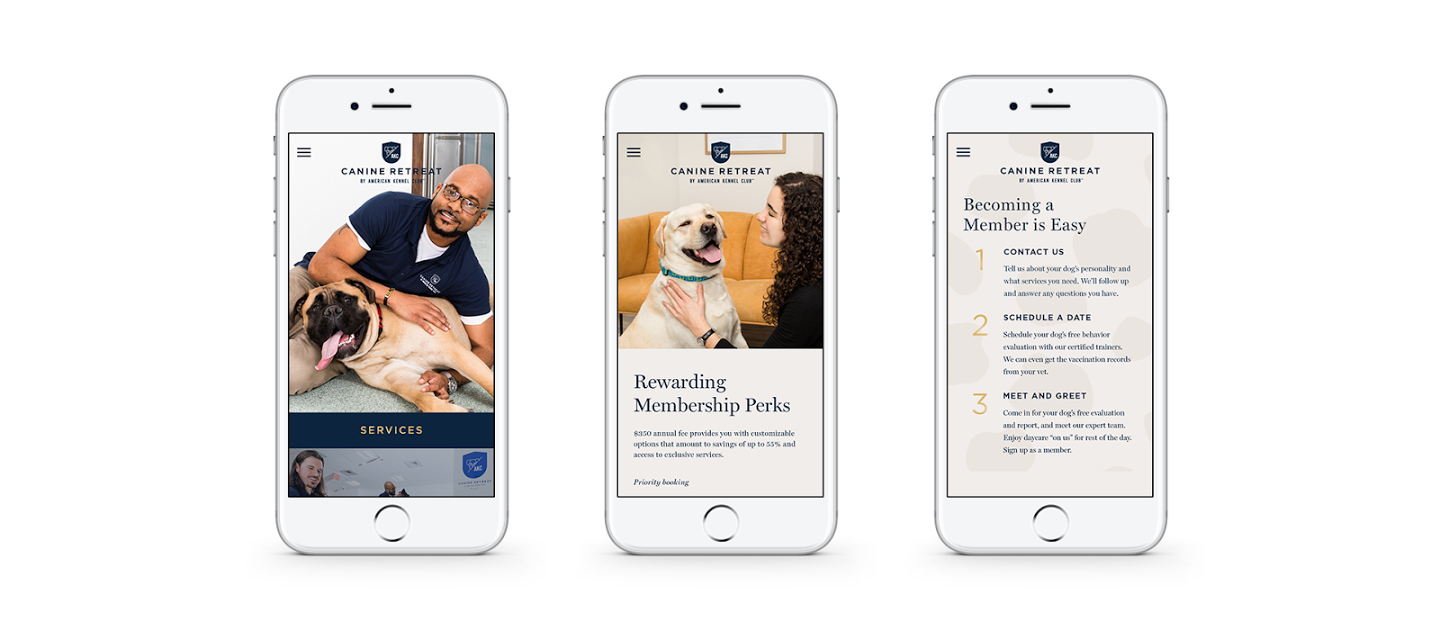 AKC
CANINE RETREAT
BY AMERICAN KENNEL CLUB™
SERVICES
AKC
CANINE RETREAT
AKC
CANINE RETREAT
BY AMERICAN KENNEL CLUB™
Rewarding
Membership Perks
$350 annual fee provides you with customizable
options that amount to savings of up to 55% and
access to exclusive services.
Priority booking
AKC
CANINE RETREAT
BY AMERICAN KENNEL CLUB™
Becoming a
Member is Easy
1 CONTACT US
Tell us about your dog's personality and
what services you need. We'll follow up
and answer any questions you have.
2 SCHEDULE A DATE
Schedule your dog's free behavior
evaluation with our certified trainers.
We can even get the vaccination records
from your vet.
3 MEET AND GREET
Come in for your dog's free evaluation
and report, and meet our expert team.
Enjoy daycare “on us” for rest of the day.
Sign up as a member.